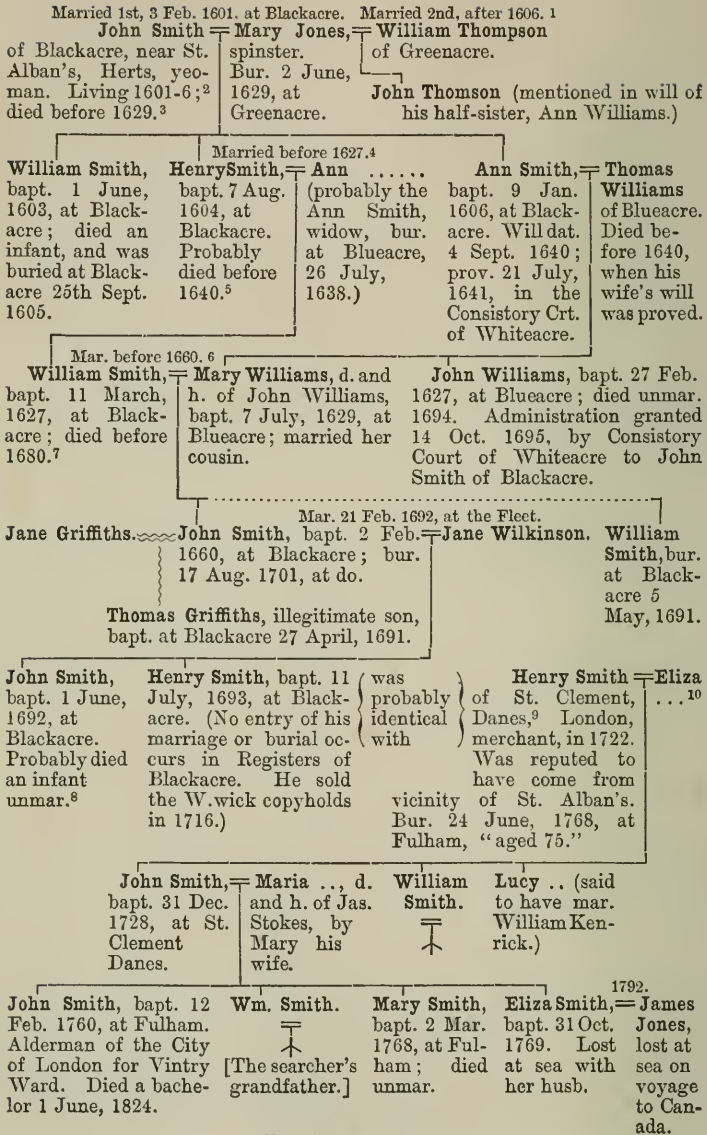 Married 1st, 3 Feb. 1601. at Blackacre. Married 2nd, after 1606. 1
John Smith = Mary Jones, = William Thompson
of Blackacre, near St.
Alban's, Herts, yeo-
man. Living 1601-6;2
died before 1629.3
spinster.
Bur. 2 June,
1629, at
Greenacre.
of Greenacre.
John Thomson (mentioned in will of
his half-sister, Ann Williams.)
Married before 1627.4
William Smith,
bapt. 1 June,
1603, at Black-
acre; died an
infant, and was
buried at Black-
acre 25th Sept.
1605.
Henry Smith, =
bapt. 7 Aug.
1604, at
Blackacre.
Probably
died before
1640.5
Ann ......
(probably the
Ann Smith,
widow, bur.
at Blueacre,
26 July,
1638.)
Ann Smith, =
bapt. 9 Jan.
1606, at Black-
acre. Will dat.
4 Sept. 1640;
prov. 21 July,
1641, in the
Consistory Crt.
of Whiteacre.
Thomas
Williams
of Blueacre.
Died be-
fore 1640,
when his
wife's will
was proved.
Mar. before 1660. 6
William Smith, =
bapt. 11 March,
1627, at Black-
acre; died before
1680.7
Mary Williams, d. and
h. of John Williams,
bapt. 7 July, 1629, at
Blueacre; married her
cousin.
John Williams, bapt. 27 Feb.
1627, at Blueacre; died unmar.
1694. Administration granted
14 Oct. 1695, by Consistory
Court of Whiteacre to John
Smith of Blackacre.
Mar. 21 Feb. 1692, at the Fleet.
Jane Griffiths.
John Smith, bapt. 2 Feb. =
1660, at Blackacre; bur.
17 Aug. 1701, at do.
Jane Wilkinson.
William
Smith, bur.
at Black-
acre 5
May, 1691.
Thomas Griffiths, illegitimate son,
bapt. at Blackacre 27 April, 1691.
John Smith,
bapt. 1 June,
1692, at
Blackacre.
Probably died
an infant
unmar.8
Henry Smith, bapt. 11
July, 1693, at Black-
acre. (No entry of his
marriage or burial oc-
curs in Registers of
Blackacre. He sold
the W.wick copyholds
in 1716.)
was
probably
identical
with
Henry Smith =
of St. Clement,
Danes,9 London,
merchant, in 1722.
Was reputed to
have come from
vicinity of St. Alban's.
Bur. 24 June, 1768, at
Fulham, "aged 75."
Eliza
...10
John Smith, =
bapt. 31 Dec.
1728, at St.
Clement
Danes.
Maria .., d.
and h. of Jas.
Stokes, by
Mary his
wife.
William
Smith.
Lucy .. (said
to have mar.
William Ken-
rick.)
John Smith, bapt. 12
Feb. 1760, at Fulham.
Alderman of the City
of London for Vintry
Ward. Died a bache-
lor 1 June, 1824.
Wm. Smith.
[The searcher's
grandfather.]
Mary Smith,
bapt. 2 Mar.
1768, at Ful-
ham; died
unmar.
1792.
Eliza Smith, =
bapt. 31 Oct.
1769. Lost
at sea with
her husb.
James
Jones,
lost at
sea on
voyage
to Can-
ada.